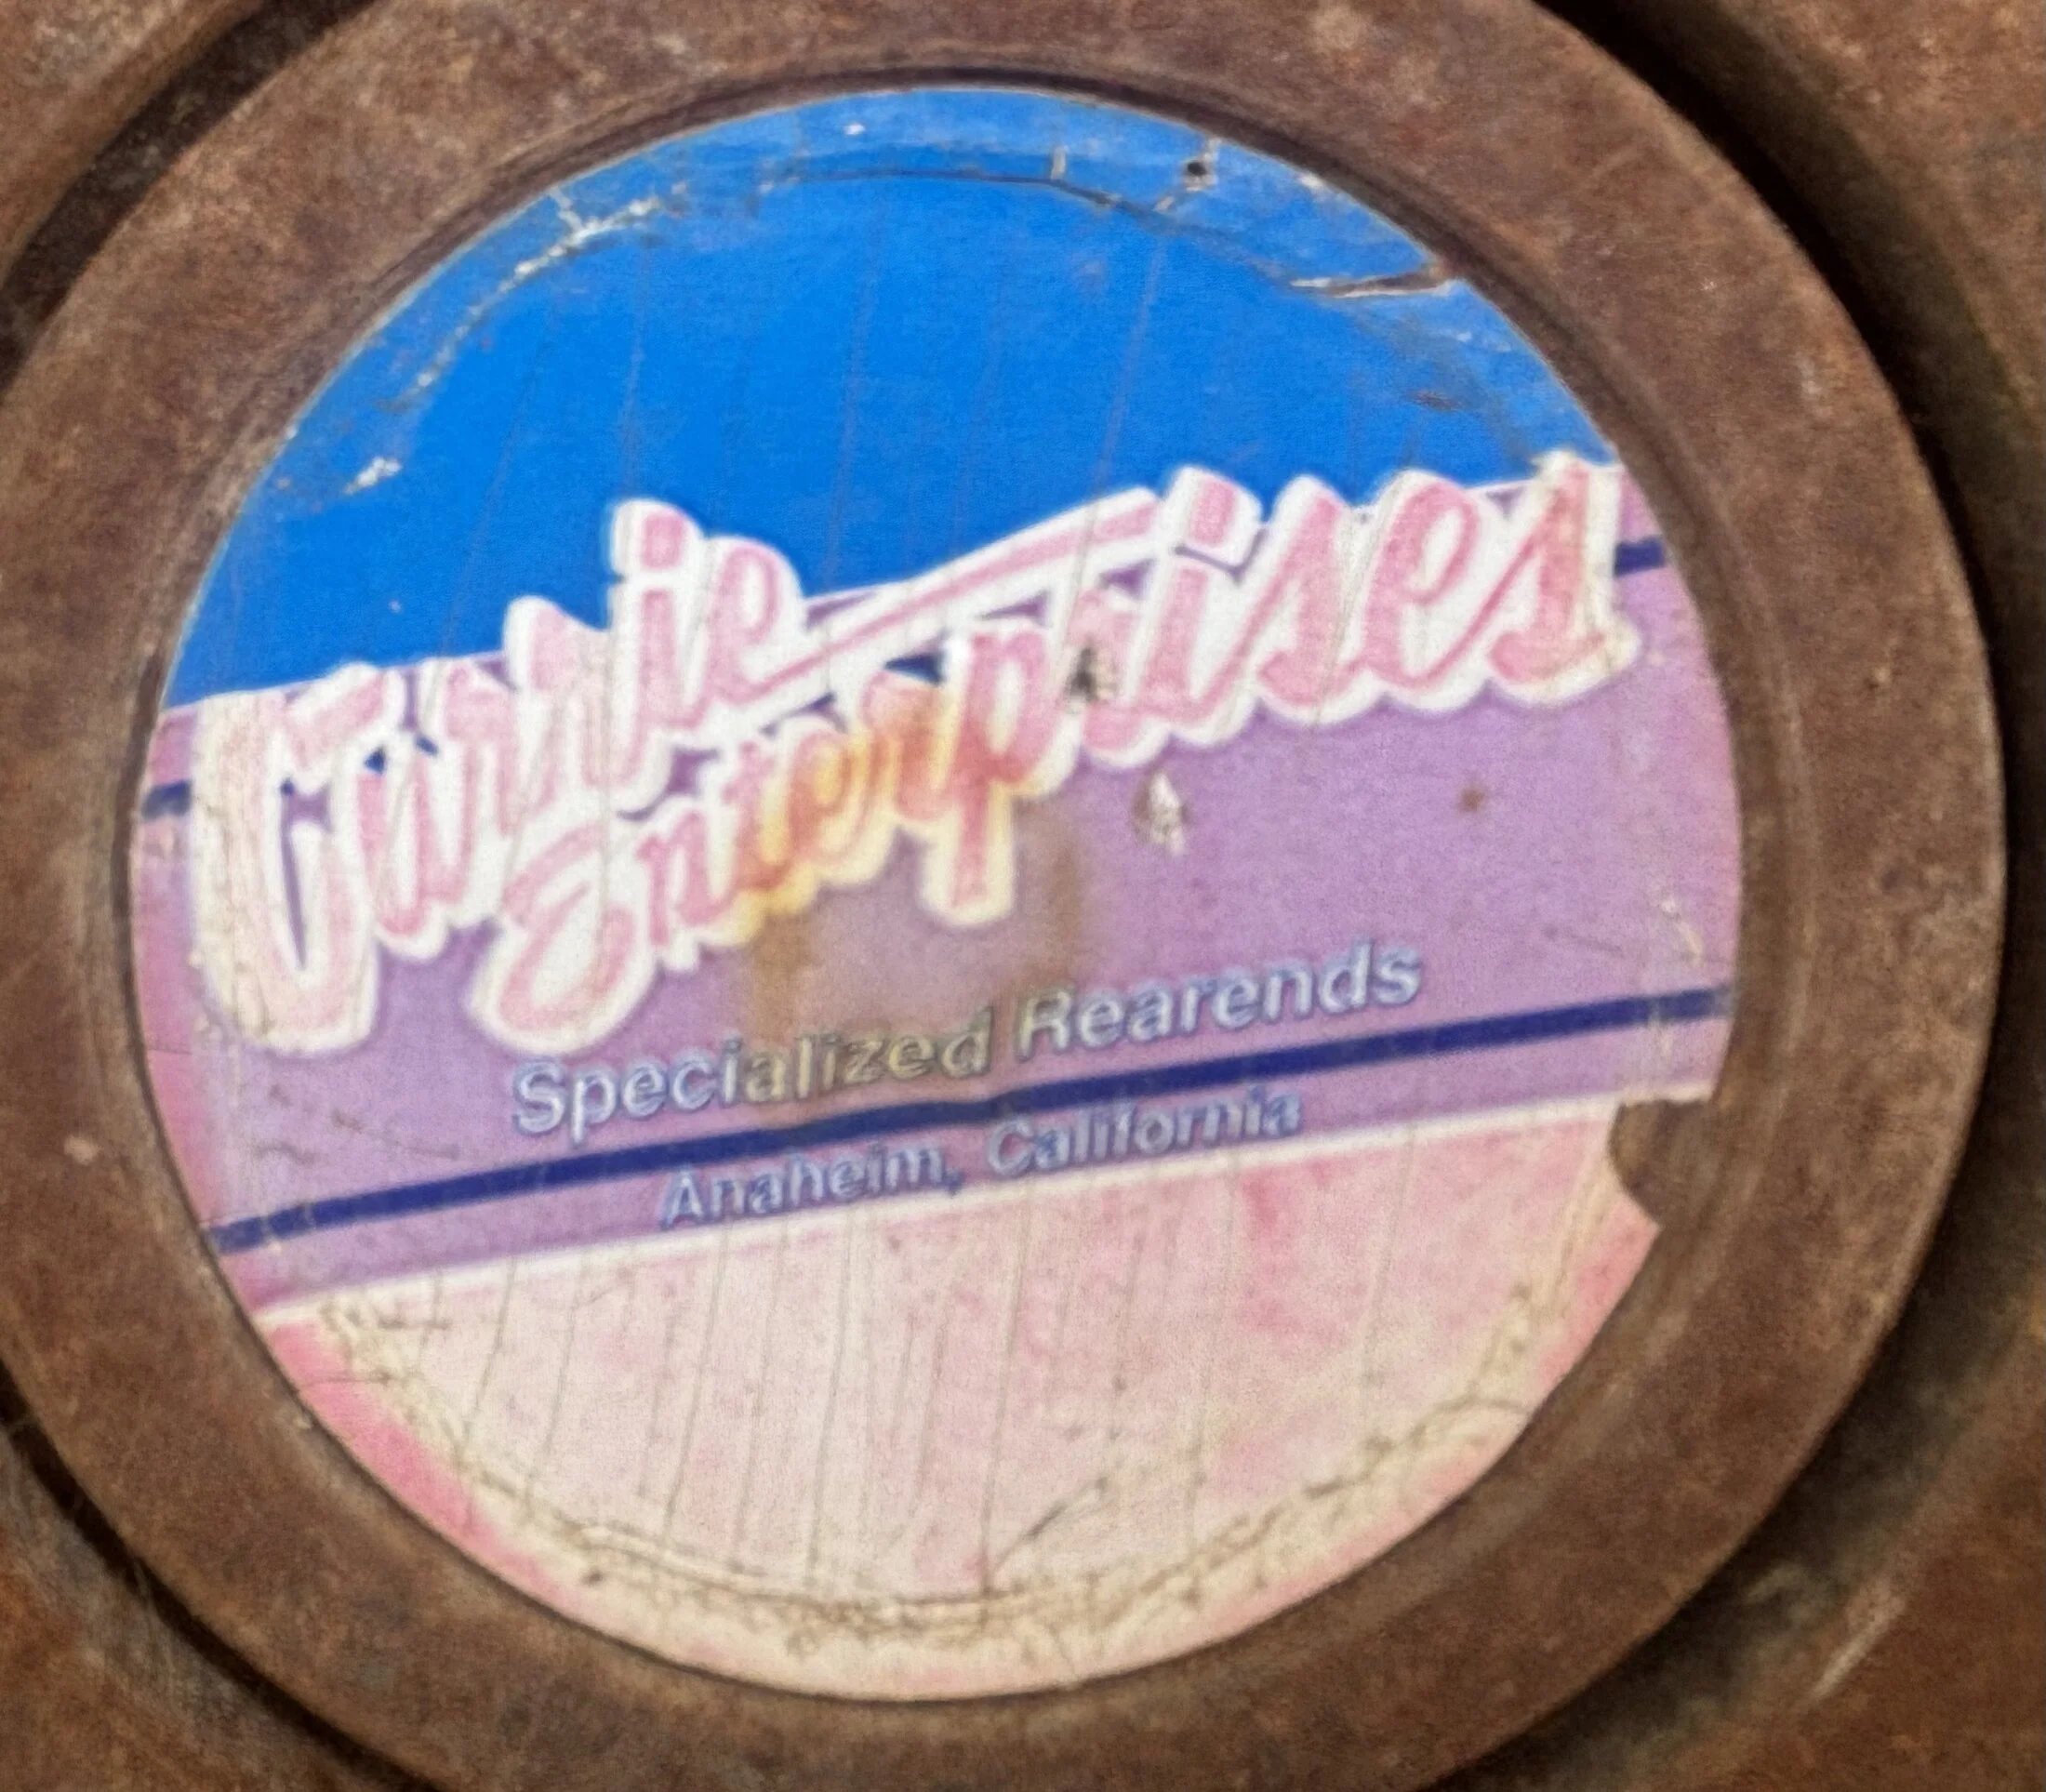 Currie
Enterprises
Specialized Rearends
Anaheim, California